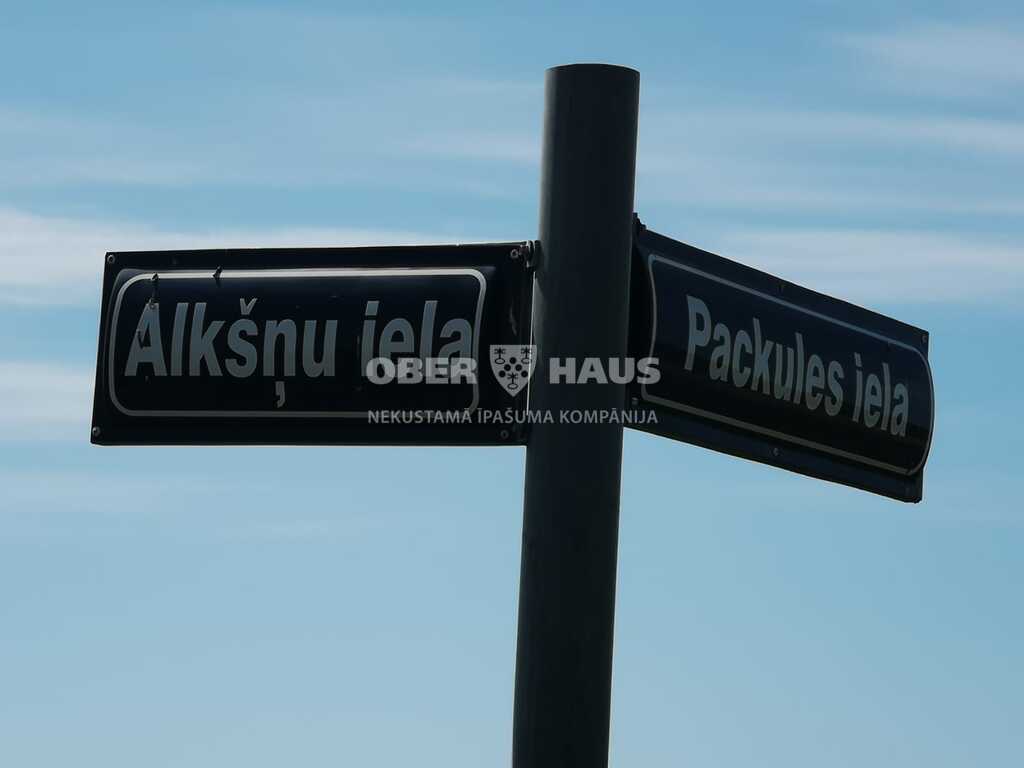 Alkšņu iela
Packules iela
OBER HAUS
NEKUSTAMĀ ĪPAŠUMA KOMPĀNIJA